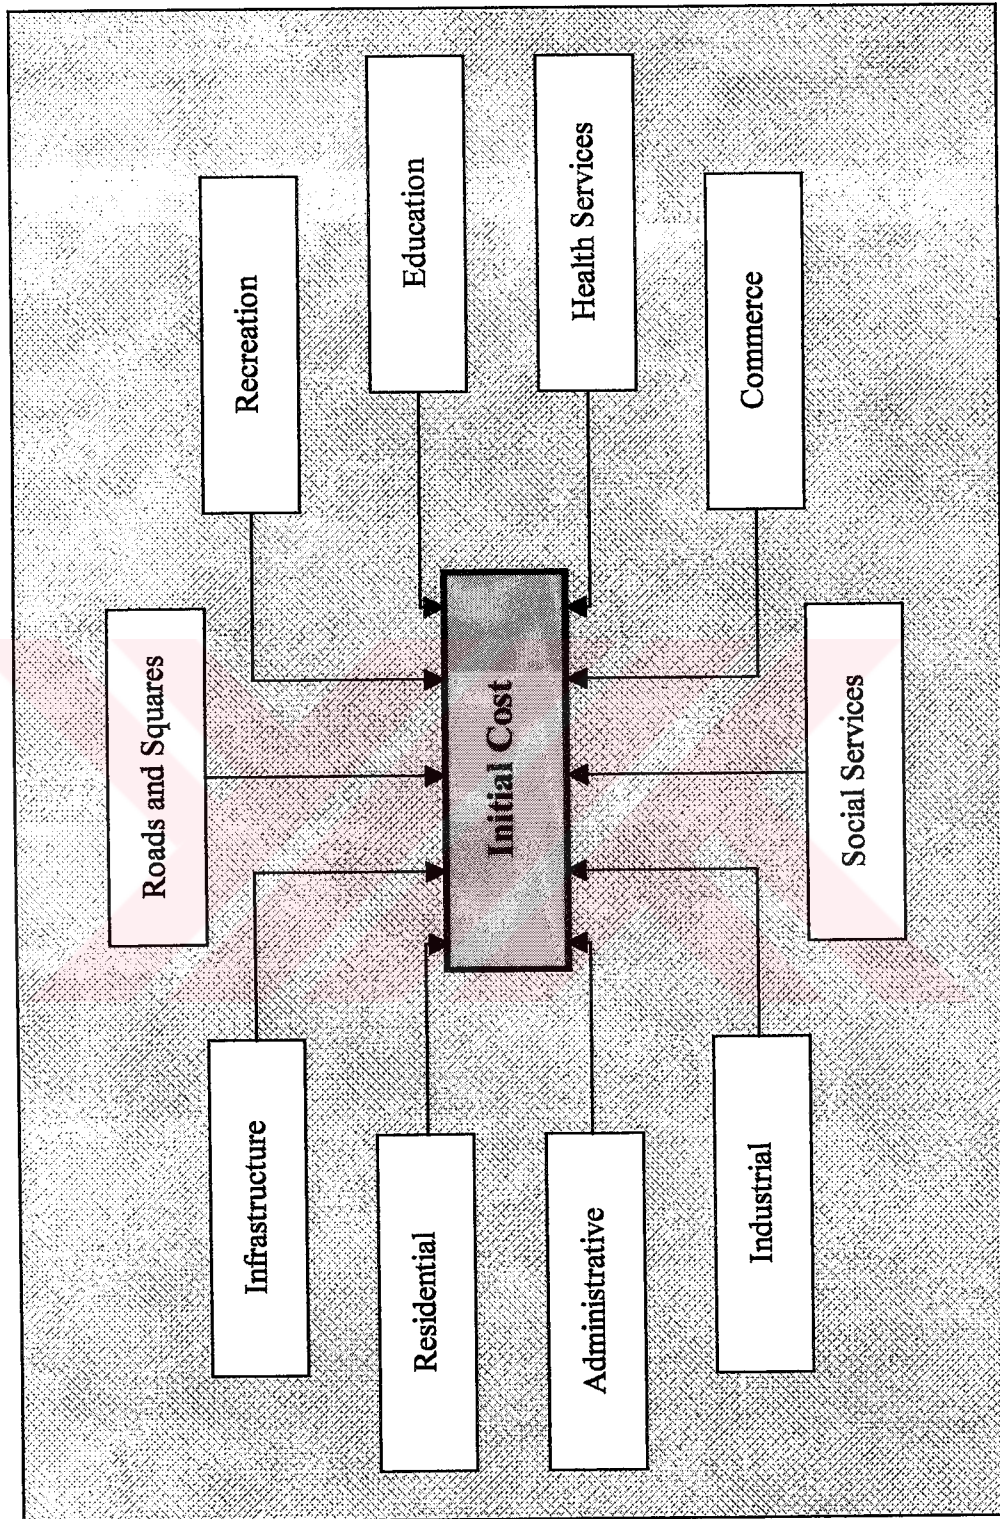 Roads and Squares
Infrastructure
Recreation
Residential
Education
Initial Cost
Administrative
Health Services
Industrial
Commerce
Social Services